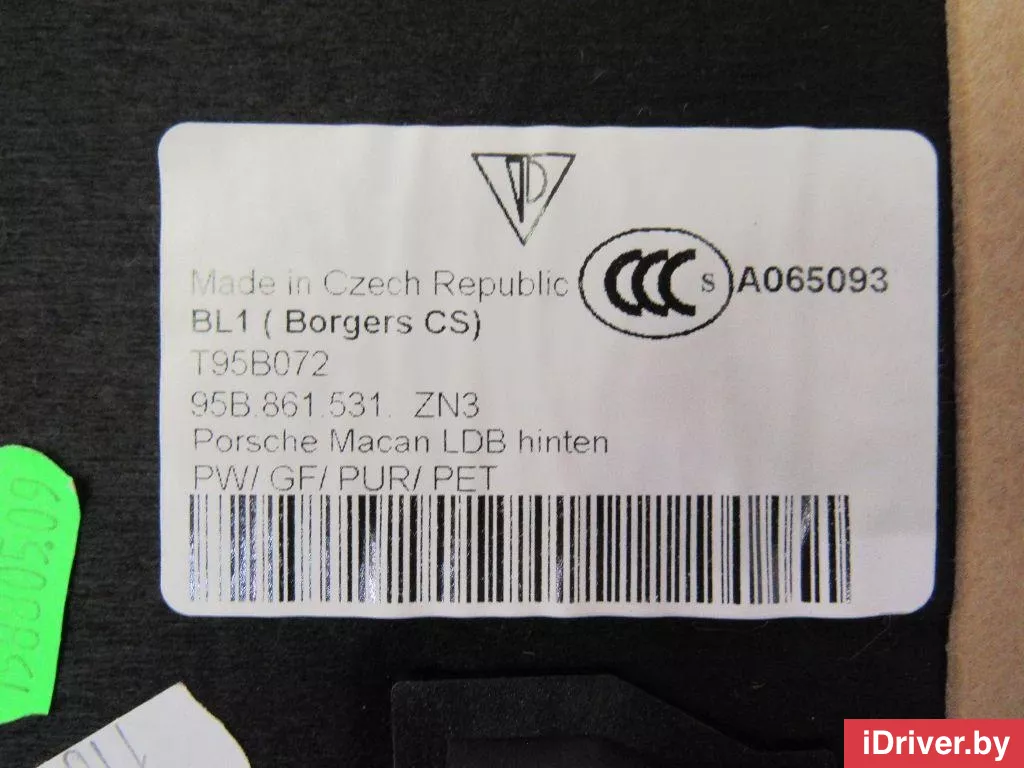 Made in Czech Republic
CCC S A065093
BL1 ( Borgers CS)
T95B072
95B.861.531. ZN3
Porsche Macan LDB hinten
PW/ GF/ PUR/ PET
iDriver.by